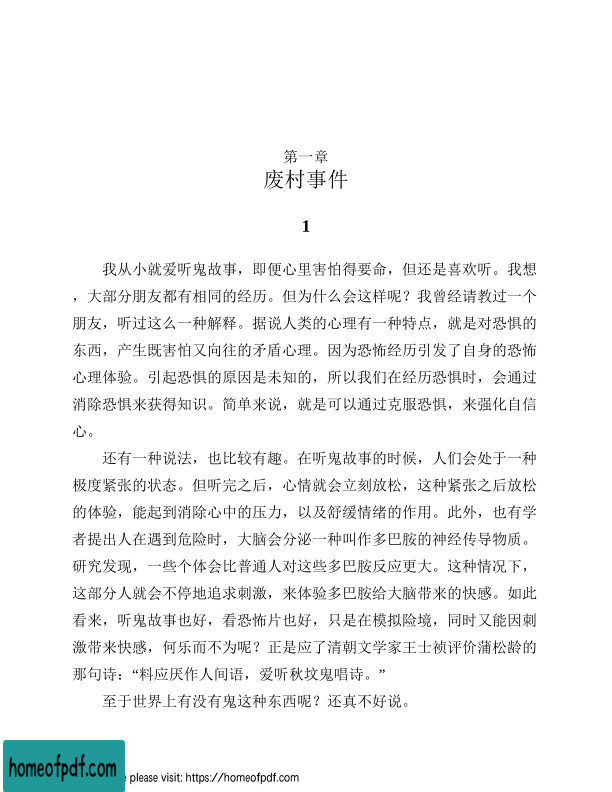 第一章
废村事件
1
我从小就爱听鬼故事，即便心里害怕得要命，但还是喜欢听。我想
，大部分朋友都有相同的经历。但为什么会这样呢？我曾经请教过一个
朋友，听过这么一种解释。据说人类的心理有一种特点，就是对恐惧的
东西，产生既害怕又向往的矛盾心理。因为恐怖经历引发了自身的恐怖
心理体验。引起恐惧的原因是未知的，所以我们在经历恐惧时，会通过
消除恐惧来获得知识。简单来说，就是可以通过克服恐惧，来强化自信
心。
还有一种说法，也比较有趣。在听鬼故事的时候，人们会处于一种
极度紧张的状态。但听完之后，心情就会立刻放松，这种紧张之后放松
的体验，能起到消除心中的压力，以及舒缓情绪的作用。此外，也有学
者提出人在遇到危险时，大脑会分泌一种叫作多巴胺的神经传导物质。
研究发现，一些个体会比普通人对这些多巴胺反应更大。这种情况下，
这部分人就会不停地追求刺激，来体验多巴胺给大脑带来的快感。如此
看来，听鬼故事也好，看恐怖片也好，只是在模拟险境，同时又能因刺
激带来快感，何乐而不为呢？正是应了清朝文学家王士祯评价蒲松龄的
那句诗：“料应厌作人间语，爱听秋坟鬼唱诗。”
至于世界上有没有鬼这种东西呢？还真不好说。
homeofpdf.com
e please visit: https://homeofpdf.com